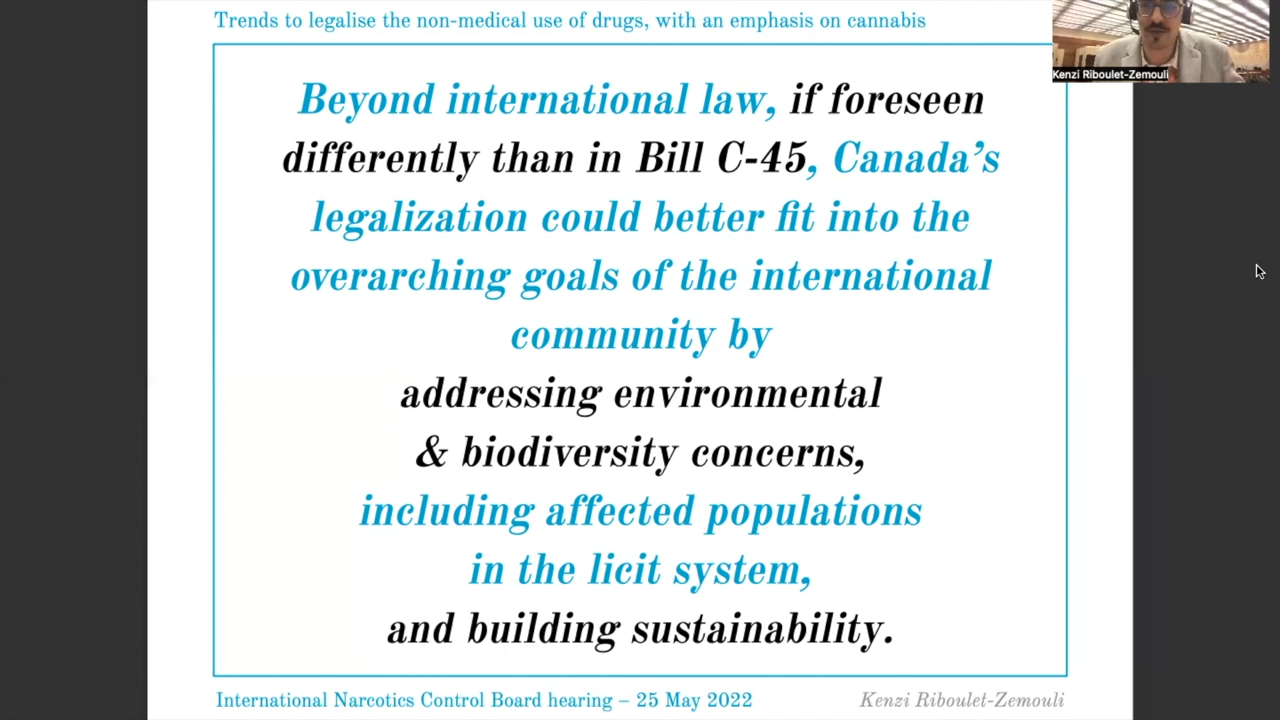 Trends to legalise the non-medical use of drugs, with an emphasis on cannabis
Kenzi Riboulet-Zemouli
Beyond international law, if foreseen
differently than in Bill C-45, Canada's
legalization could better fit into the
overarching goals of the international
community by
addressing environmental
& biodiversity concerns,
including affected populations
in the licit system,
and building sustainability.
International Narcotics Control Board hearing – 25 May 2022
Kenzi Riboulet-Zemouli